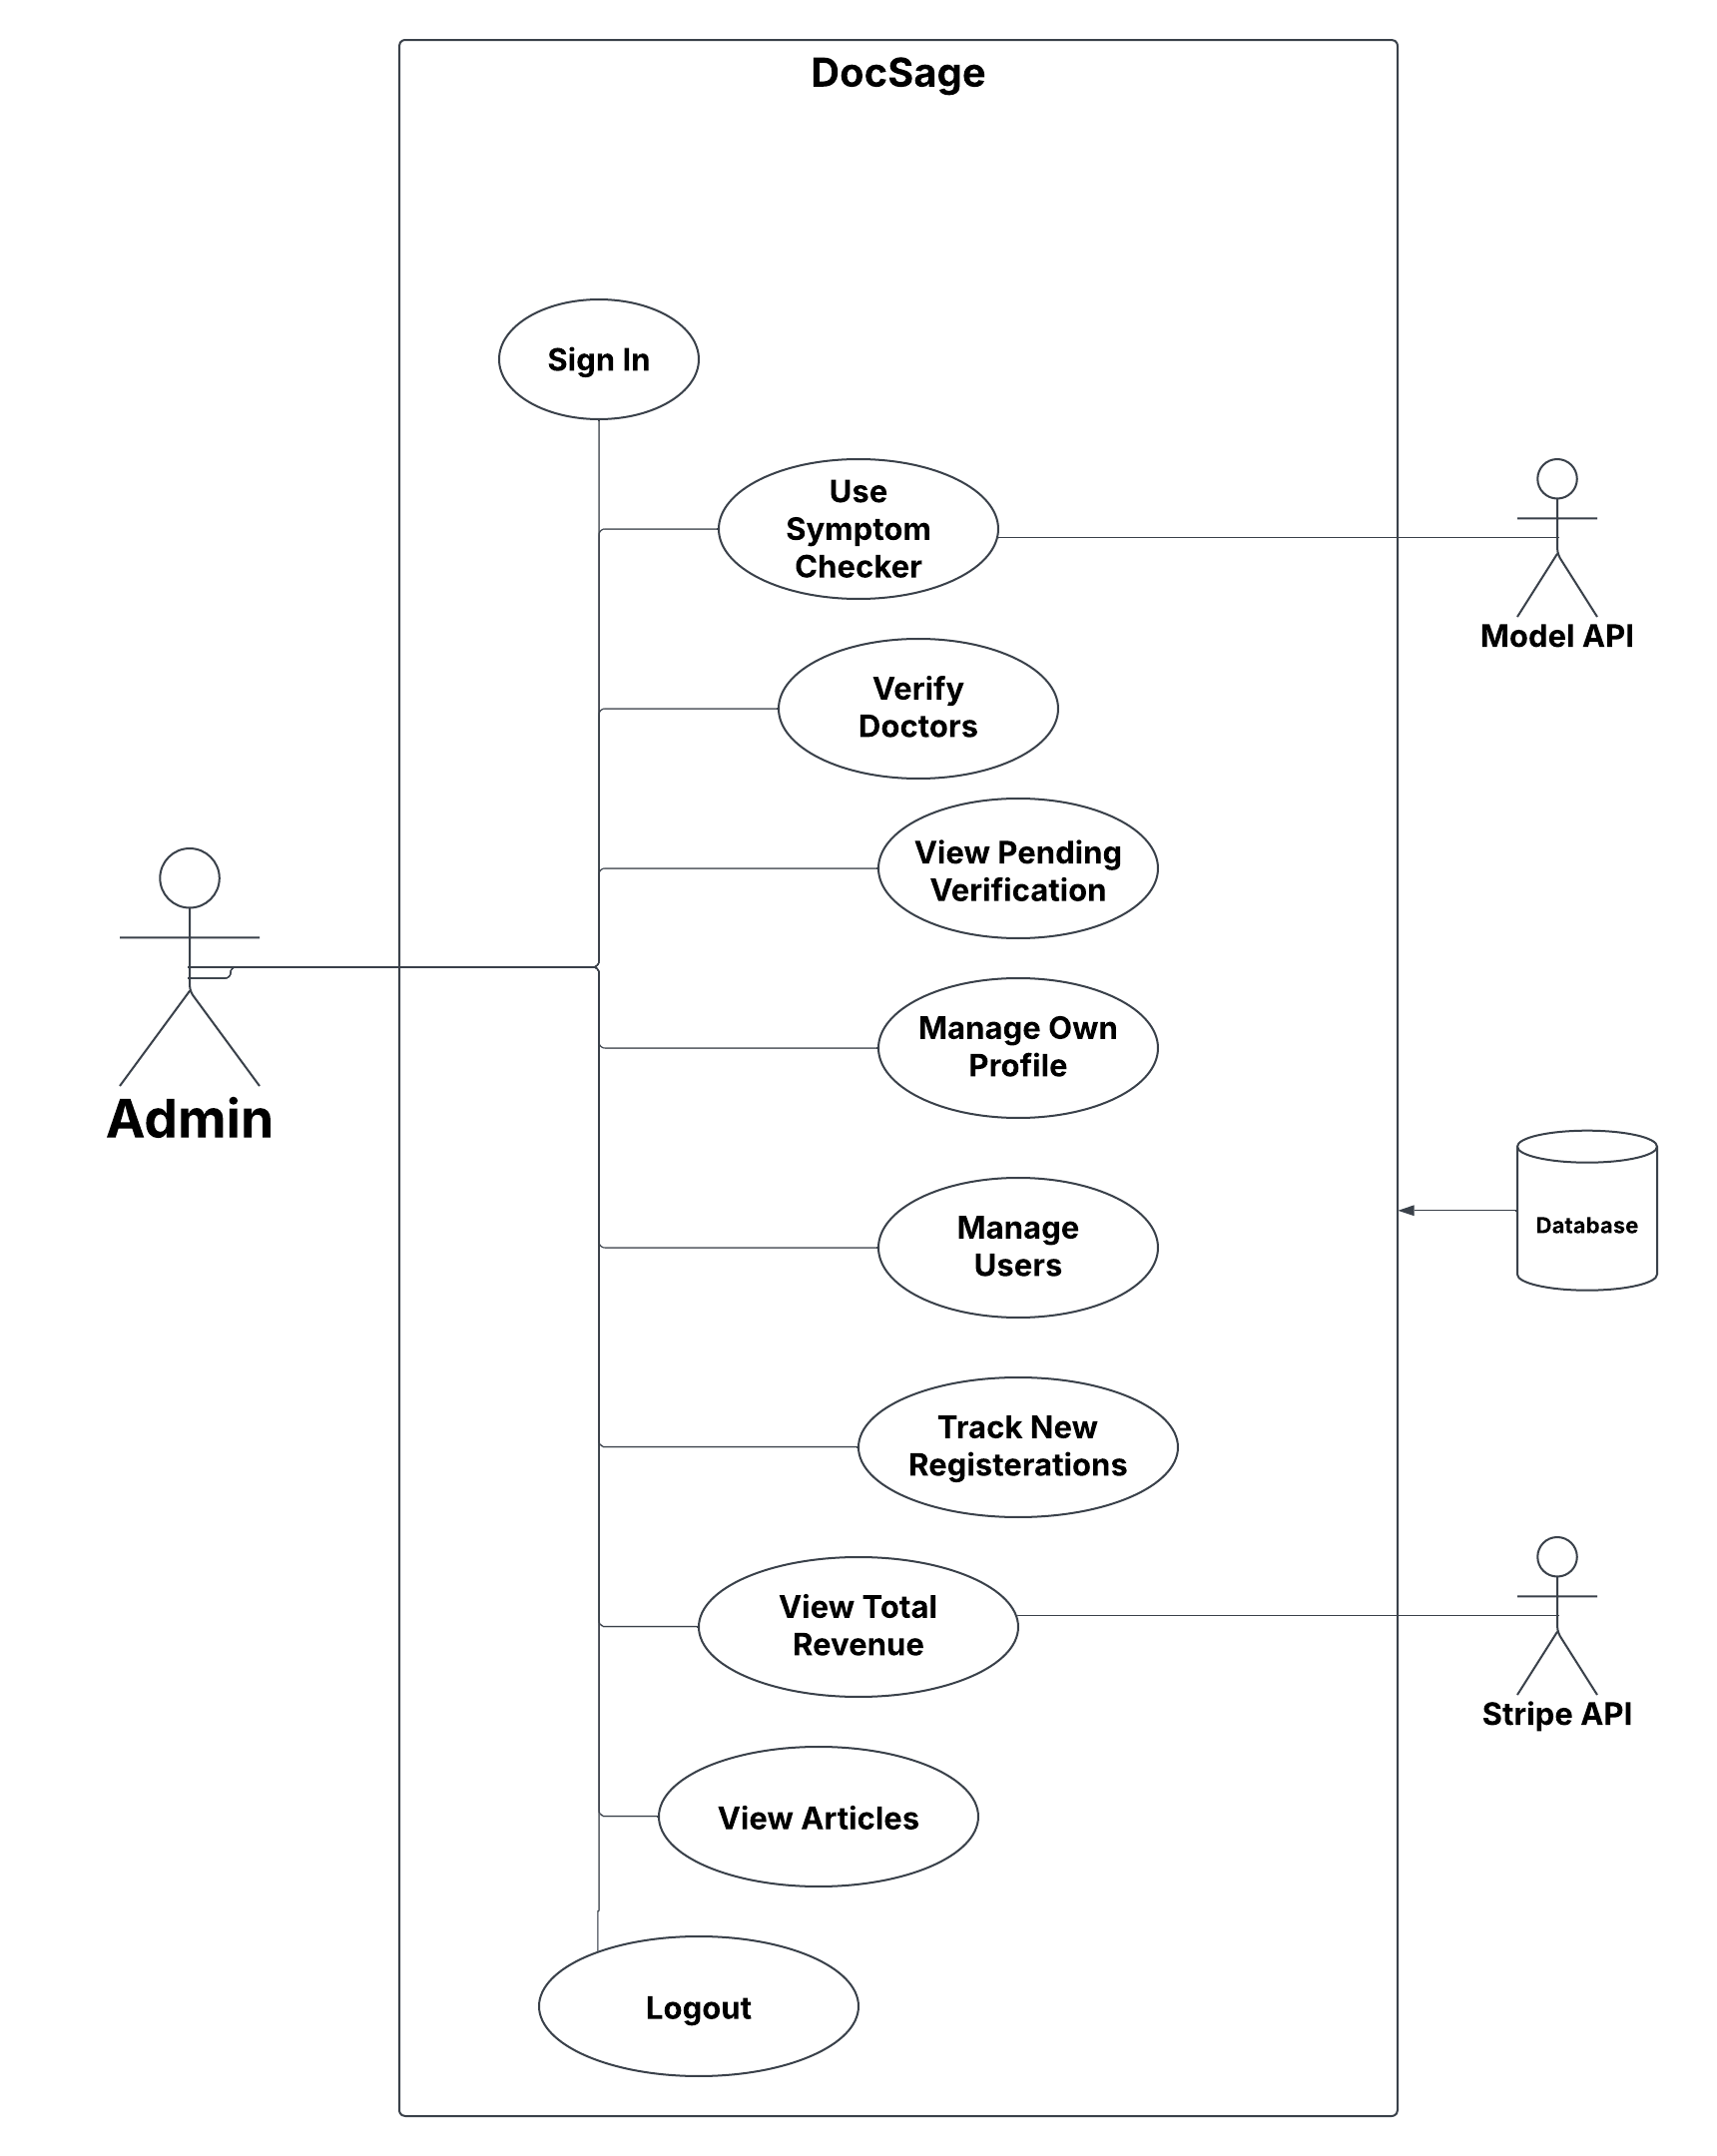 DocSage
Sign In
Use
Symptom
Checker
Model API
Verify
Doctors
View Pending
Verification
Admin
Manage Own
Profile
Manage
Users
Database
Track New
Registerations
View Total
Revenue
Stripe API
View Articles
Logout